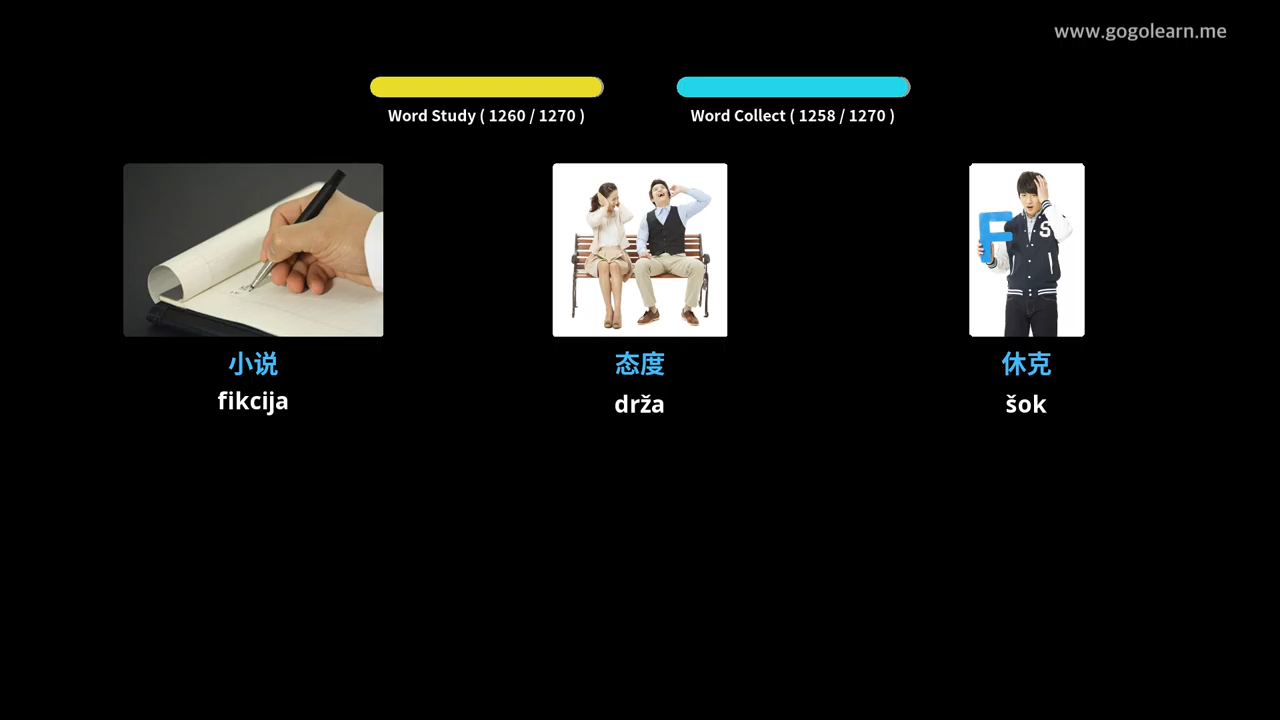 www.gogolearn.me
Word Study ( 1260 / 1270 )
Word Collect ( 1258 / 1270 )
S
小说
态度
休克
fikcija
drža
šok